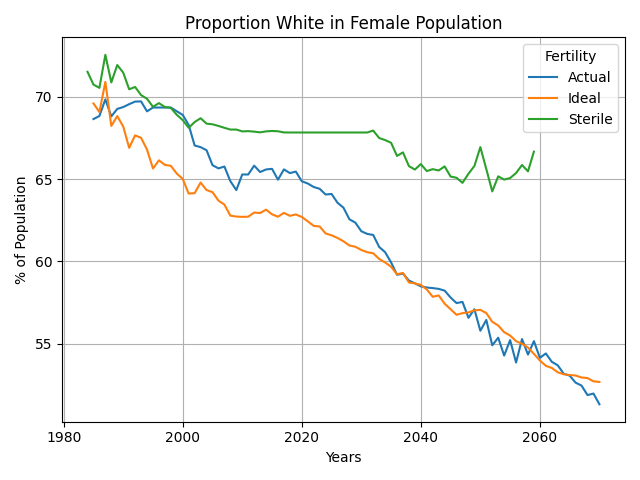 Proportion White in Female Population
% of Population
70
65
60
55
1980
2000
2020
2040
2060
Years
Fertility
Actual
Ideal
Sterile